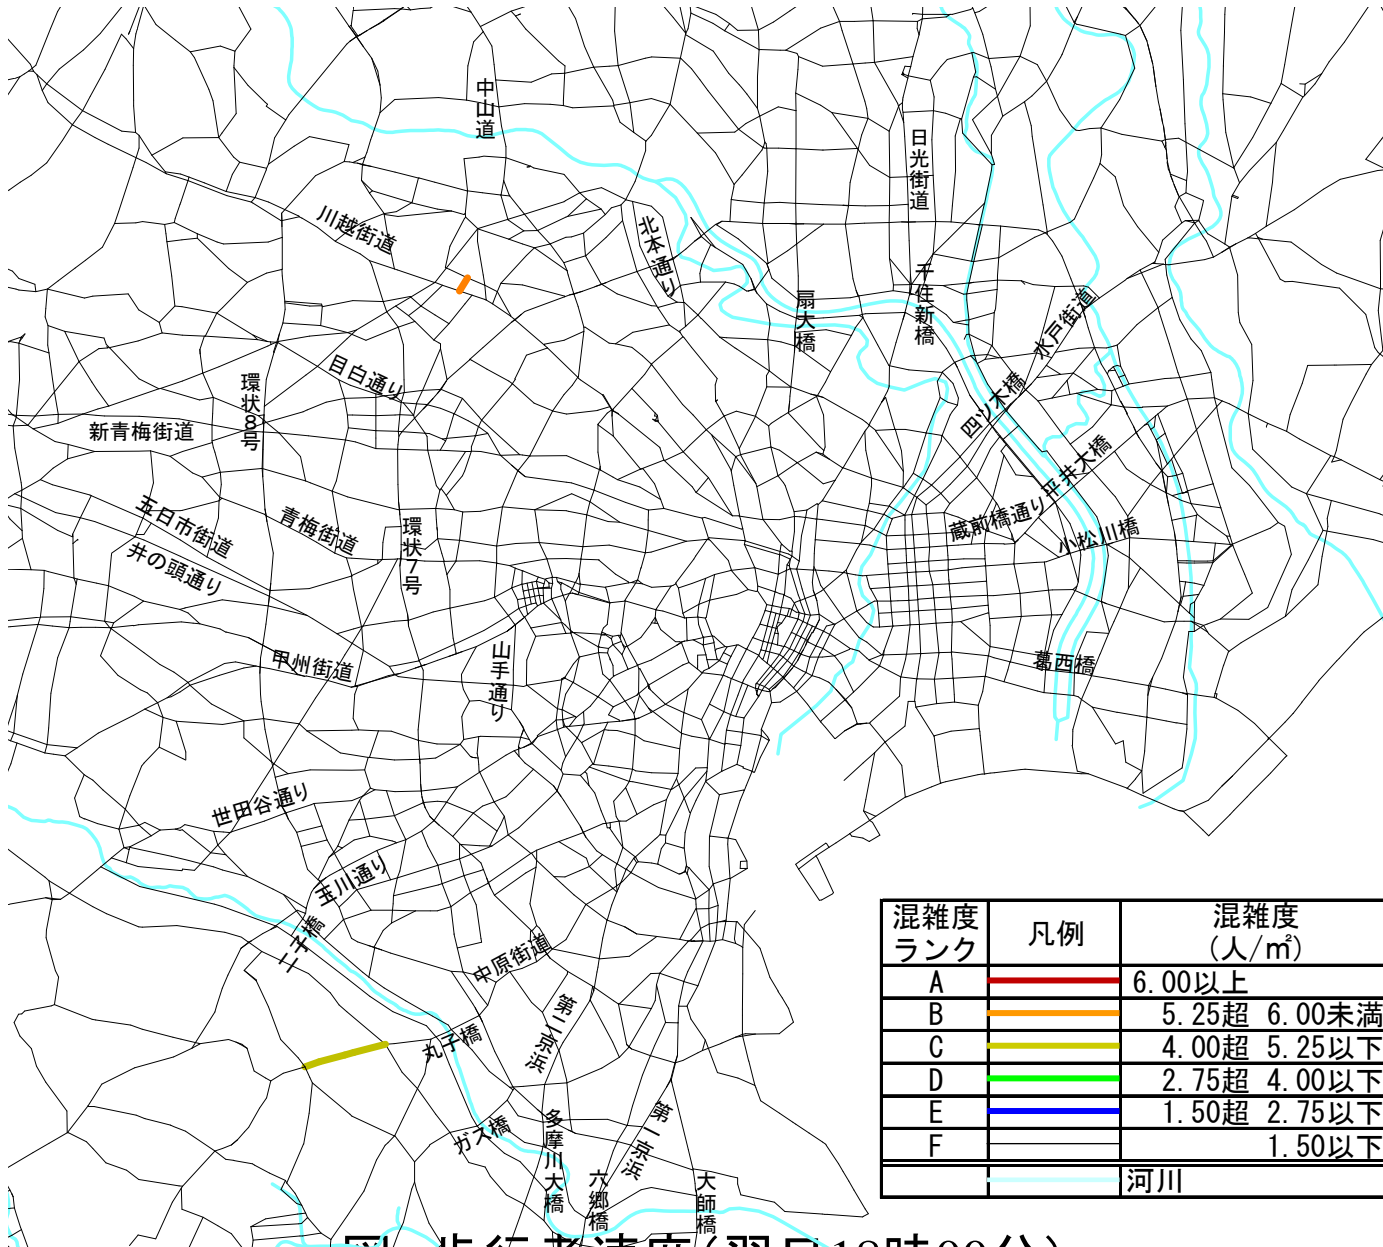 中山道
日光街道
川越街道
北本通り
千住新橋
扇大橋
水戸街道
目白通り
環状8号
四ツ木橋
新青梅街道
平井大橋
五日市街道
青梅街道
環状7号
蔵前橋通り
小松川橋
井の頭通り
甲州街道
山手通り
葛西橋
世田谷通り
玉川通り
二子橋
中原街道
第二京浜
丸子橋
ガス橋
多摩川大橋
第一京浜
六郷橋
大師橋
混雑度ランク 凡例 混雑度(人/㎡)
A 6.00以上
B 5.25超 6.00未満
C 4.00超 5.25以下
D 2.75超 4.00以下
E 1.50超 2.75以下
F 1.50以下
河川